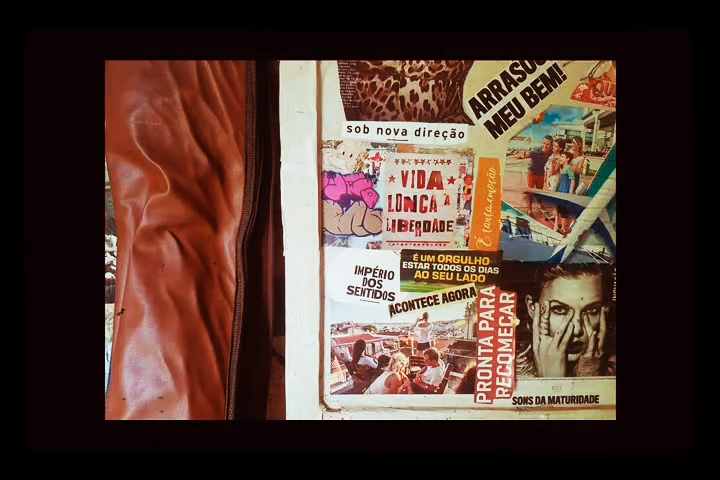 ARRASOU
MEU BEM!
sob nova direção
VIDA
LONGA À
LIBERDADE
É tanta emoção
É UM ORGULHO
ESTAR TODOS OS DIAS
AO SEU LADO
IMPÉRIO
DOS
SENTIDOS
ACONTECE AGORA
PRONTA PARA
RECOMEÇAR
SONS DA MATURIDADE